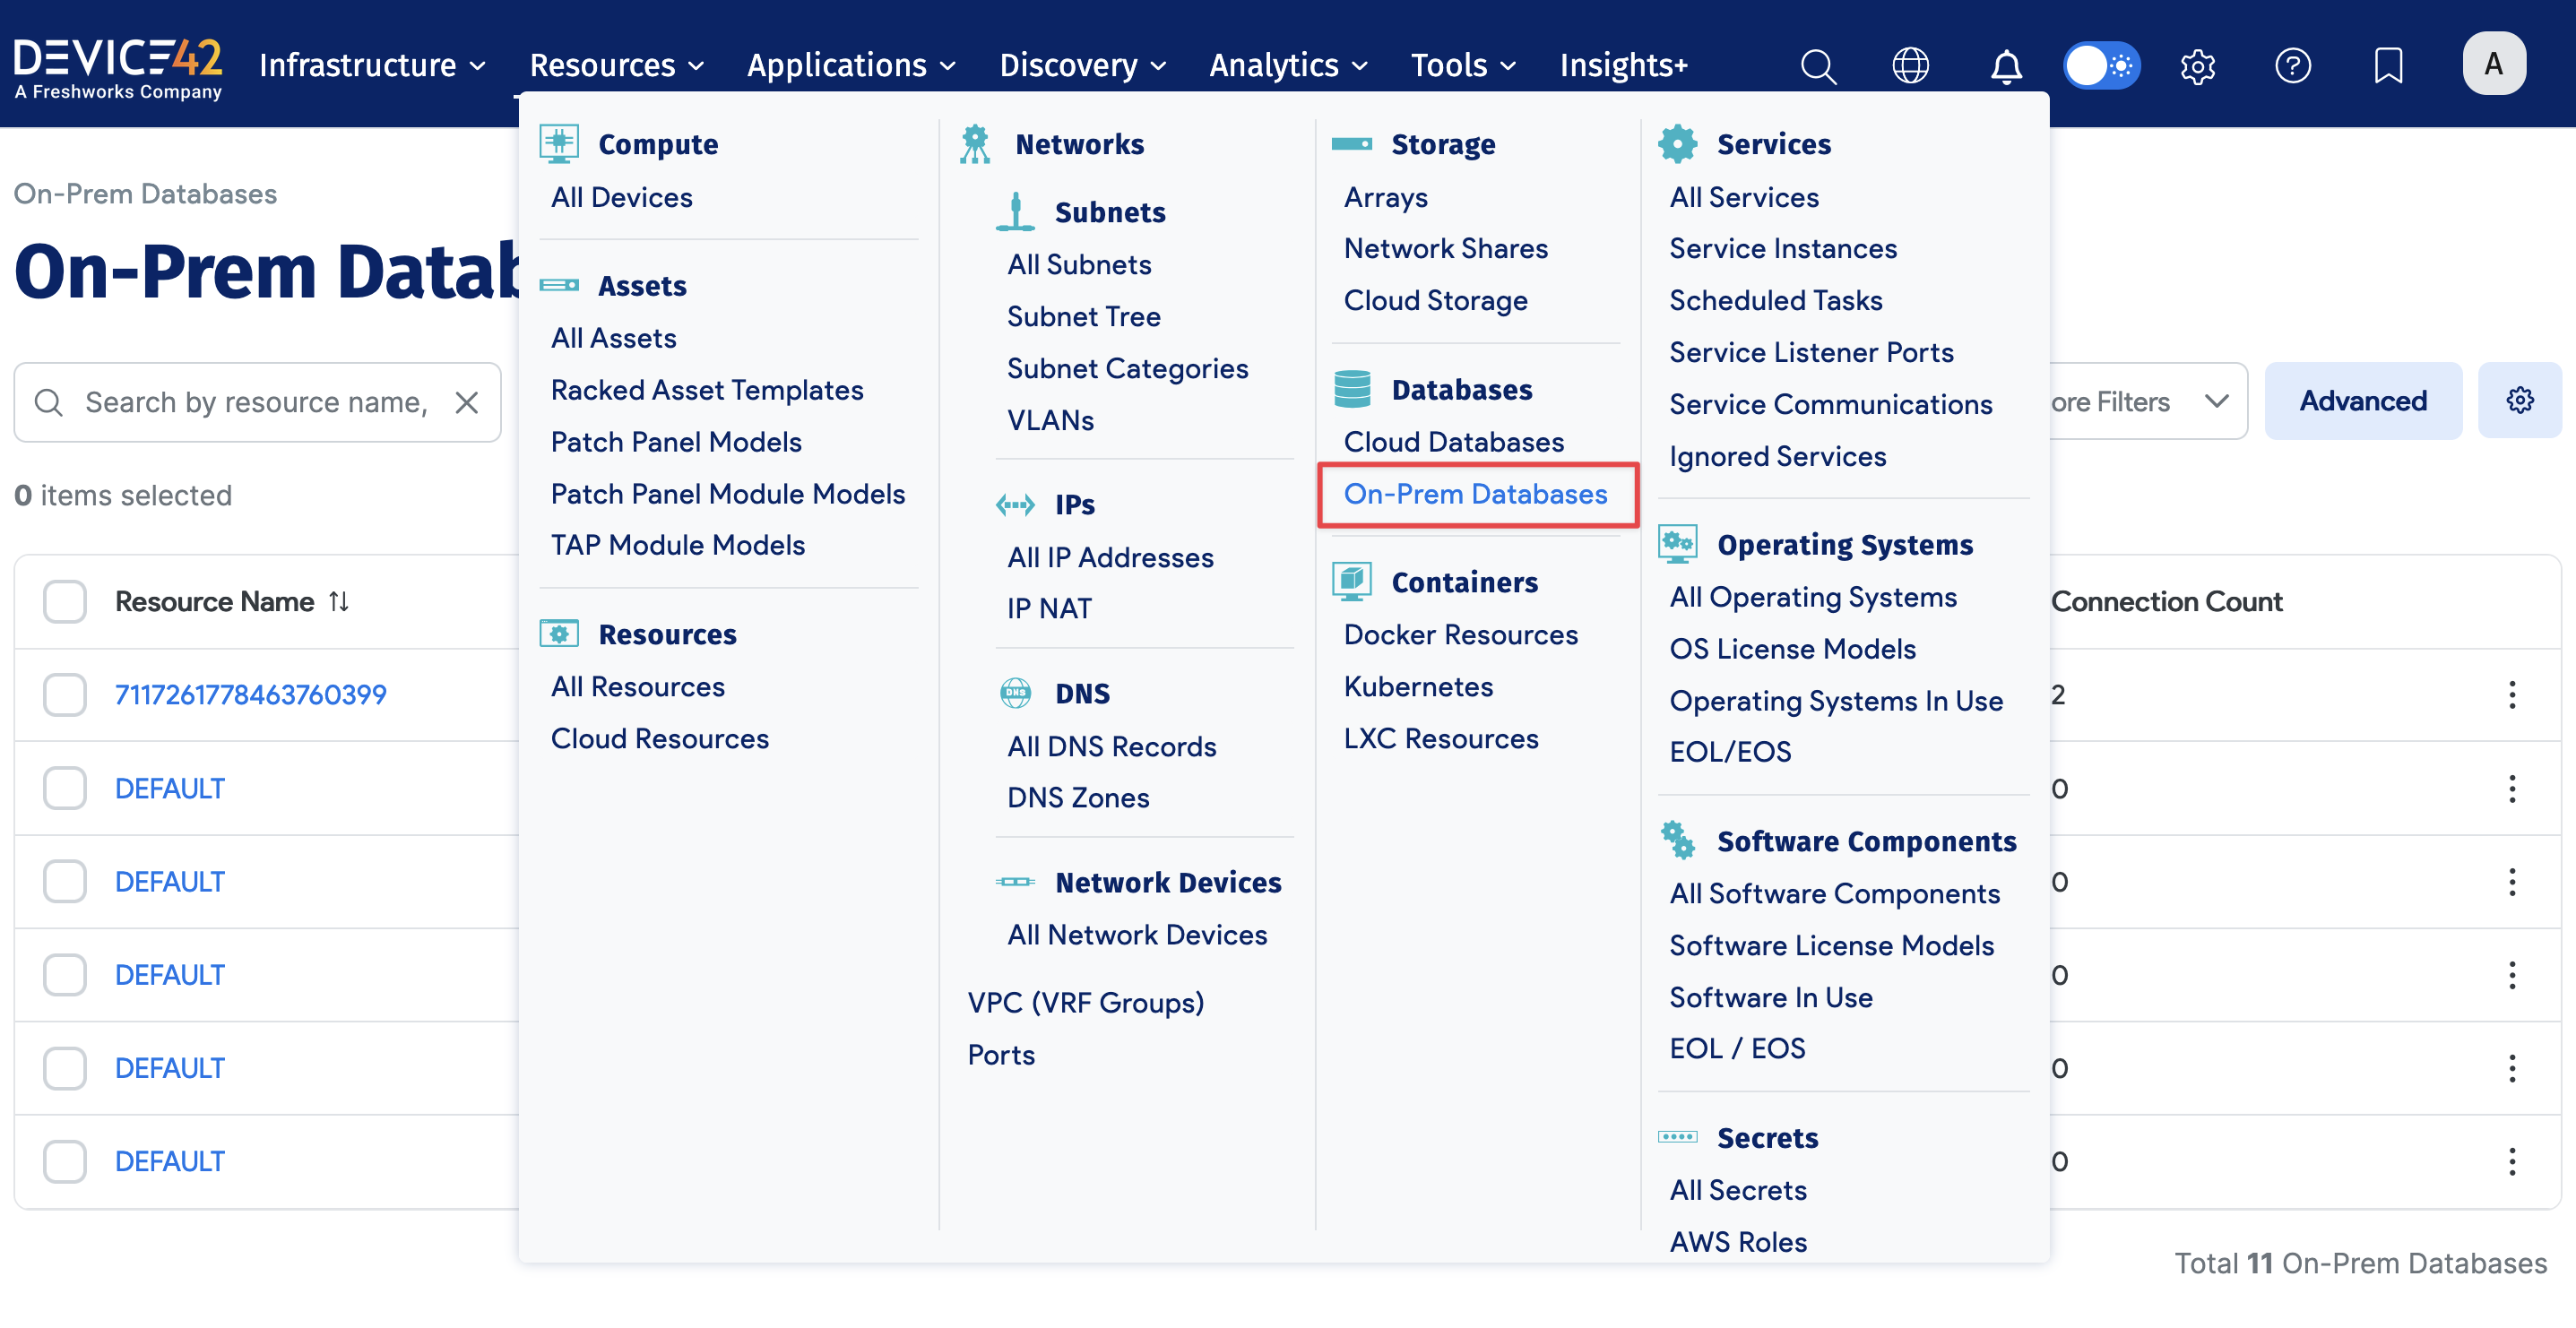 DEVICE42
A Freshworks Company
Infrastructure
Resources
Applications
Discovery
Analytics
Tools
Insights+
A
On-Prem Databases
On-Prem Datab
Search by resource name,
ore Filters
Advanced
0 items selected
Resource Name
Connection Count
7117261778463760399
2
DEFAULT
0
DEFAULT
0
DEFAULT
0
DEFAULT
0
DEFAULT
0
Total 11 On-Prem Databases
Compute
All Devices
Assets
All Assets
Racked Asset Templates
Patch Panel Models
Patch Panel Module Models
TAP Module Models
Resources
All Resources
Cloud Resources
Networks
Subnets
All Subnets
Subnet Tree
Subnet Categories
VLANs
IPs
All IP Addresses
IP NAT
DNS
DNS
All DNS Records
DNS Zones
Network Devices
All Network Devices
VPC (VRF Groups)
Ports
Storage
Arrays
Network Shares
Cloud Storage
Databases
Cloud Databases
On-Prem Databases
Containers
Docker Resources
Kubernetes
LXC Resources
Services
All Services
Service Instances
Scheduled Tasks
Service Listener Ports
Service Communications
Ignored Services
Operating Systems
All Operating Systems
OS License Models
Operating Systems In Use
EOL/EOS
Software Components
All Software Components
Software License Models
Software In Use
EOL / EOS
Secrets
All Secrets
AWS Roles